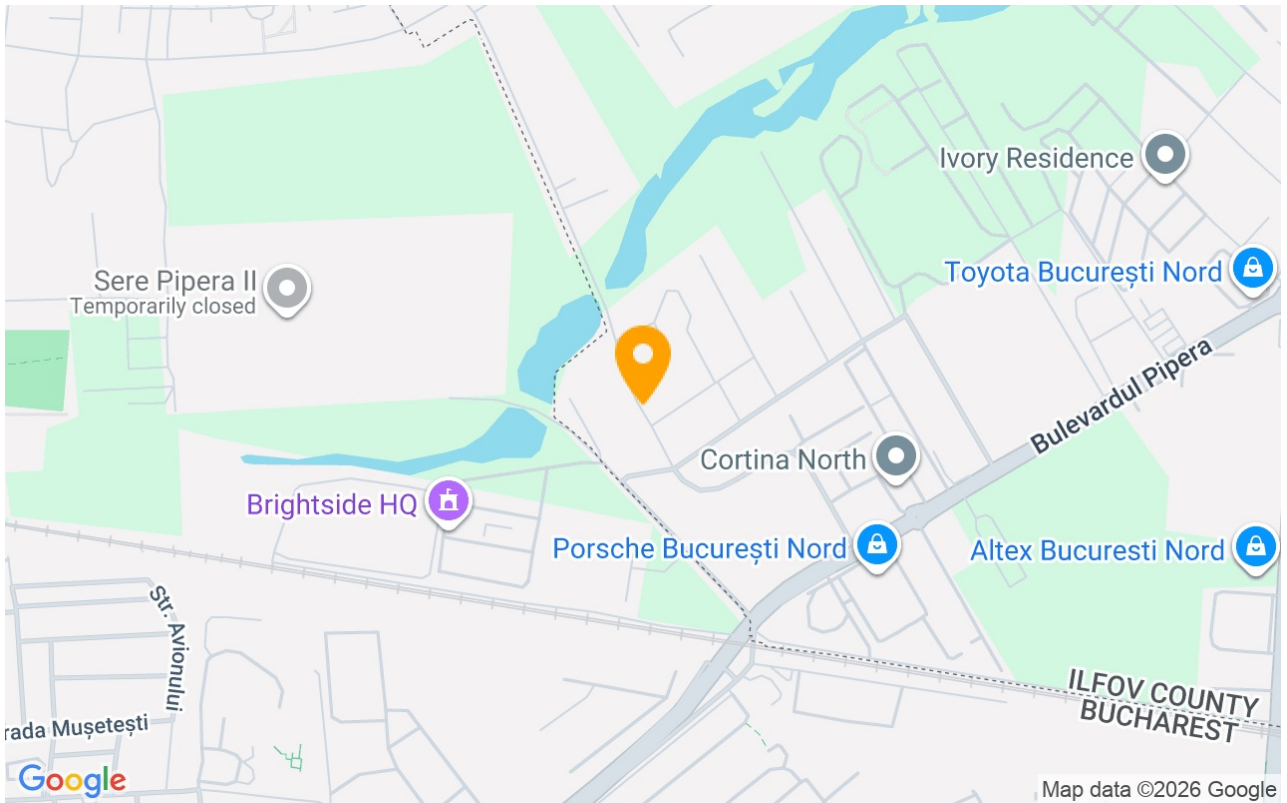 Ivory Residence
Sere Pipera II
Temporarily closed
Toyota București Nord
Bulevardul Pipera
Cortina North
Brightside HQ
Porsche București Nord
Altex Bucuresti Nord
Str. Avionului
ILFOV COUNTY
BUCHAREST
rada Musetești
Google
Map data ©2026 Google